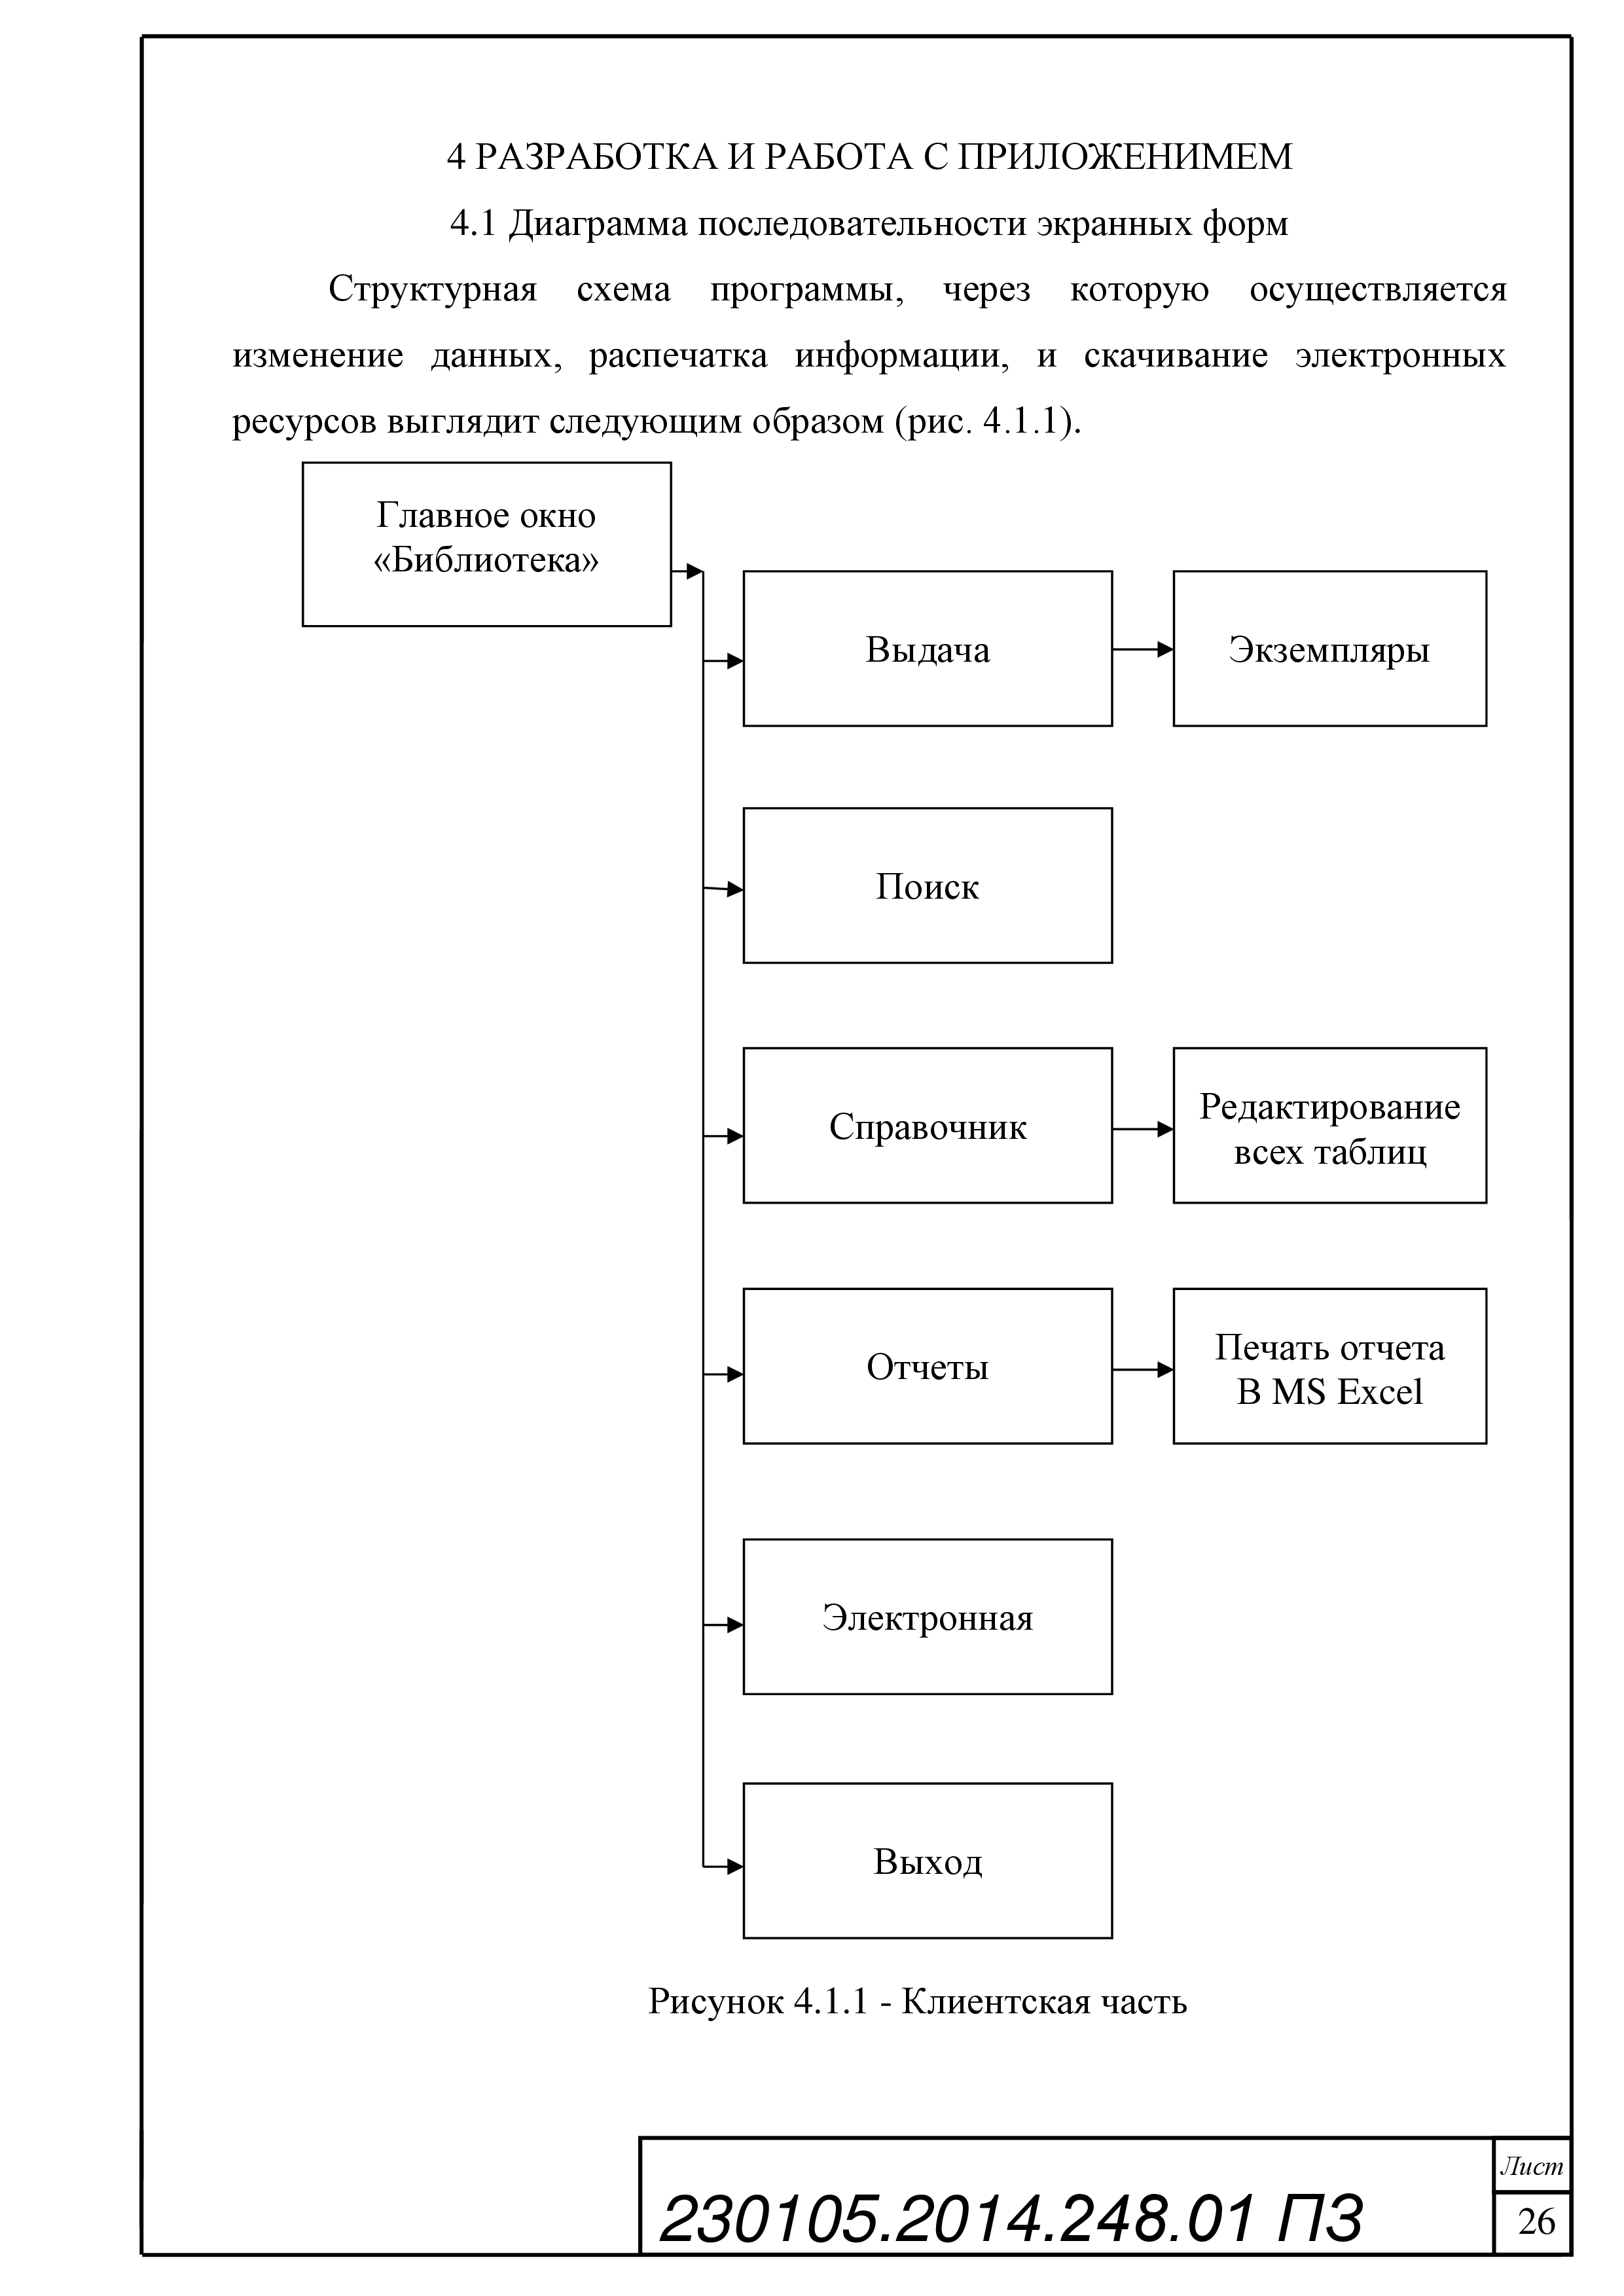 4 РАЗРАБОТКА И РАБОТА С ПРИЛОЖЕНИМЕМ
4.1 Диаграмма последовательности экранных форм
Структурная схема программы, через которую осуществляется
изменение данных, распечатка информации, и скачивание электронных
ресурсов выглядит следующим образом (рис. 4.1.1).
Главное окно
«Библиотека»
Выдача
Экземпляры
Поиск
Справочник
Редактирование
всех таблиц
Отчеты
Печать отчета
В MS Excel
Электронная
Выход
Рисунок 4.1.1 - Клиентская часть
230105.2014.248.01 ПЗ
Лист
26